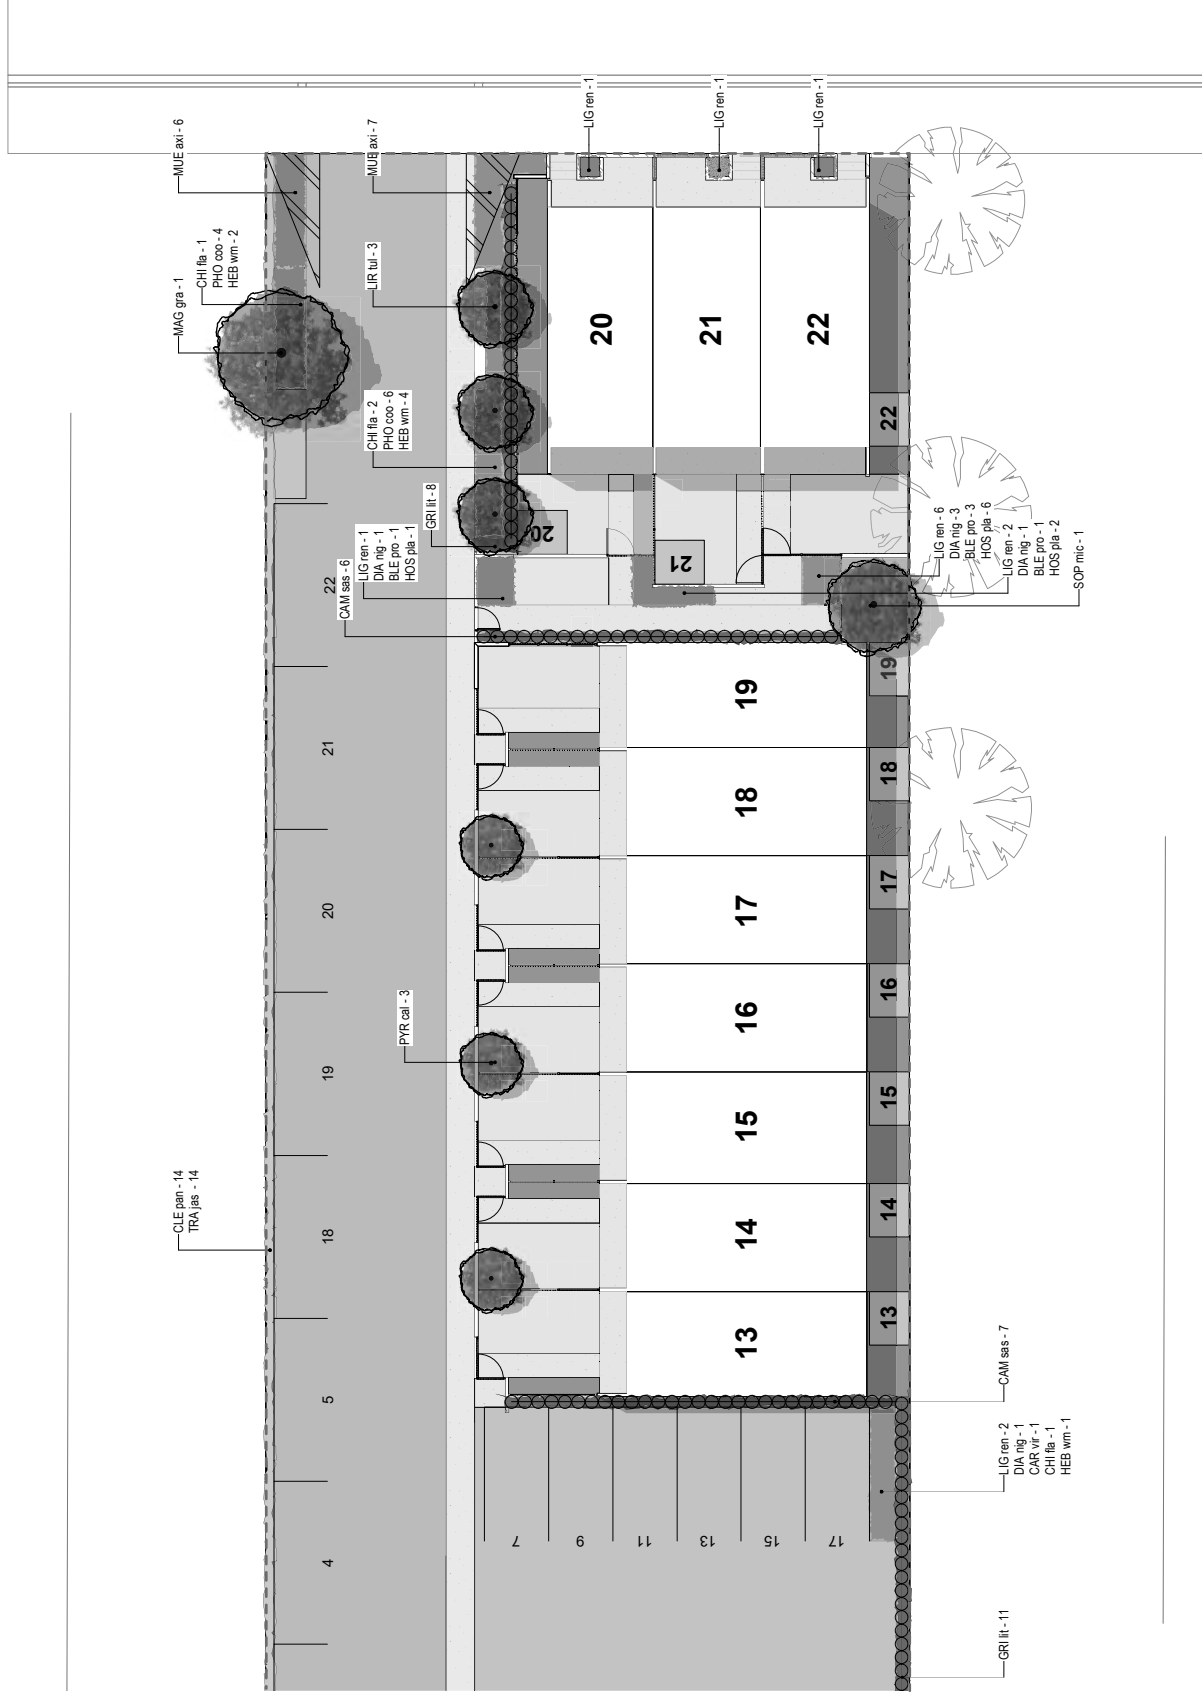 MUE axi - 6
MUE axi - 7
LIG ren - 1
LIG ren - 1
LIG ren - 1
MAG gra - 1
CHI fla - 1
PHO coo - 4
HEB wm - 2
LIR tul - 3
CHI fla - 2
PHO coo - 6
HEB wm - 4
GRI lit - 8
LIG ren - 1
DIA nig - 1
BLE pro - 1
HOS pla - 1
CAM sas - 6
20
21
22
22
20
21
LIG ren - 6
DIA nig - 3
BLE pro - 3
HOS pla - 6
LIG ren - 2
DIA nig - 1
BLE pro - 1
HOS pla - 2
SOP mic - 1
22
21
20
19
18
5
4
19
19
18
18
17
17
16
16
15
15
14
14
13
13
PYR cal - 3
CLE pan - 14
TRA jas - 14
CAM sas - 7
LIG ren - 2
DIA nig - 1
CAR vir - 1
CHI fla - 1
HEB wm - 1
7
9
11
13
15
17
GRI lit - 11